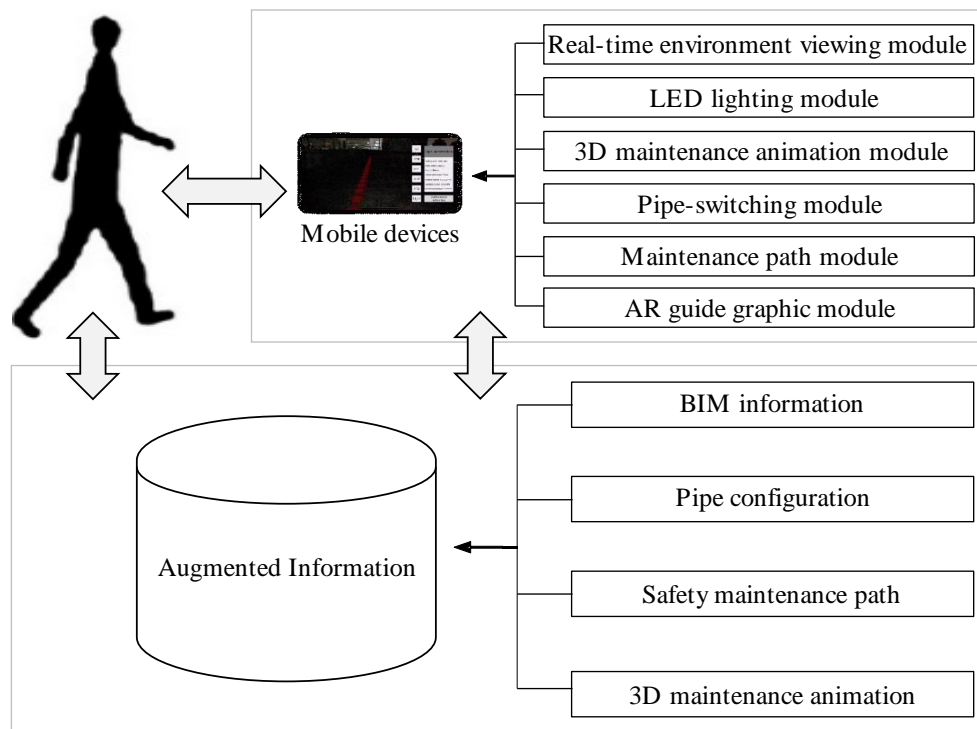 Real-time environment viewing module
LED lighting module
3D maintenance animation module
Pipe-switching module
Maintenance path module
AR guide graphic module
Mobile devices
Augmented Information
BIM information
Pipe configuration
Safety maintenance path
3D maintenance animation